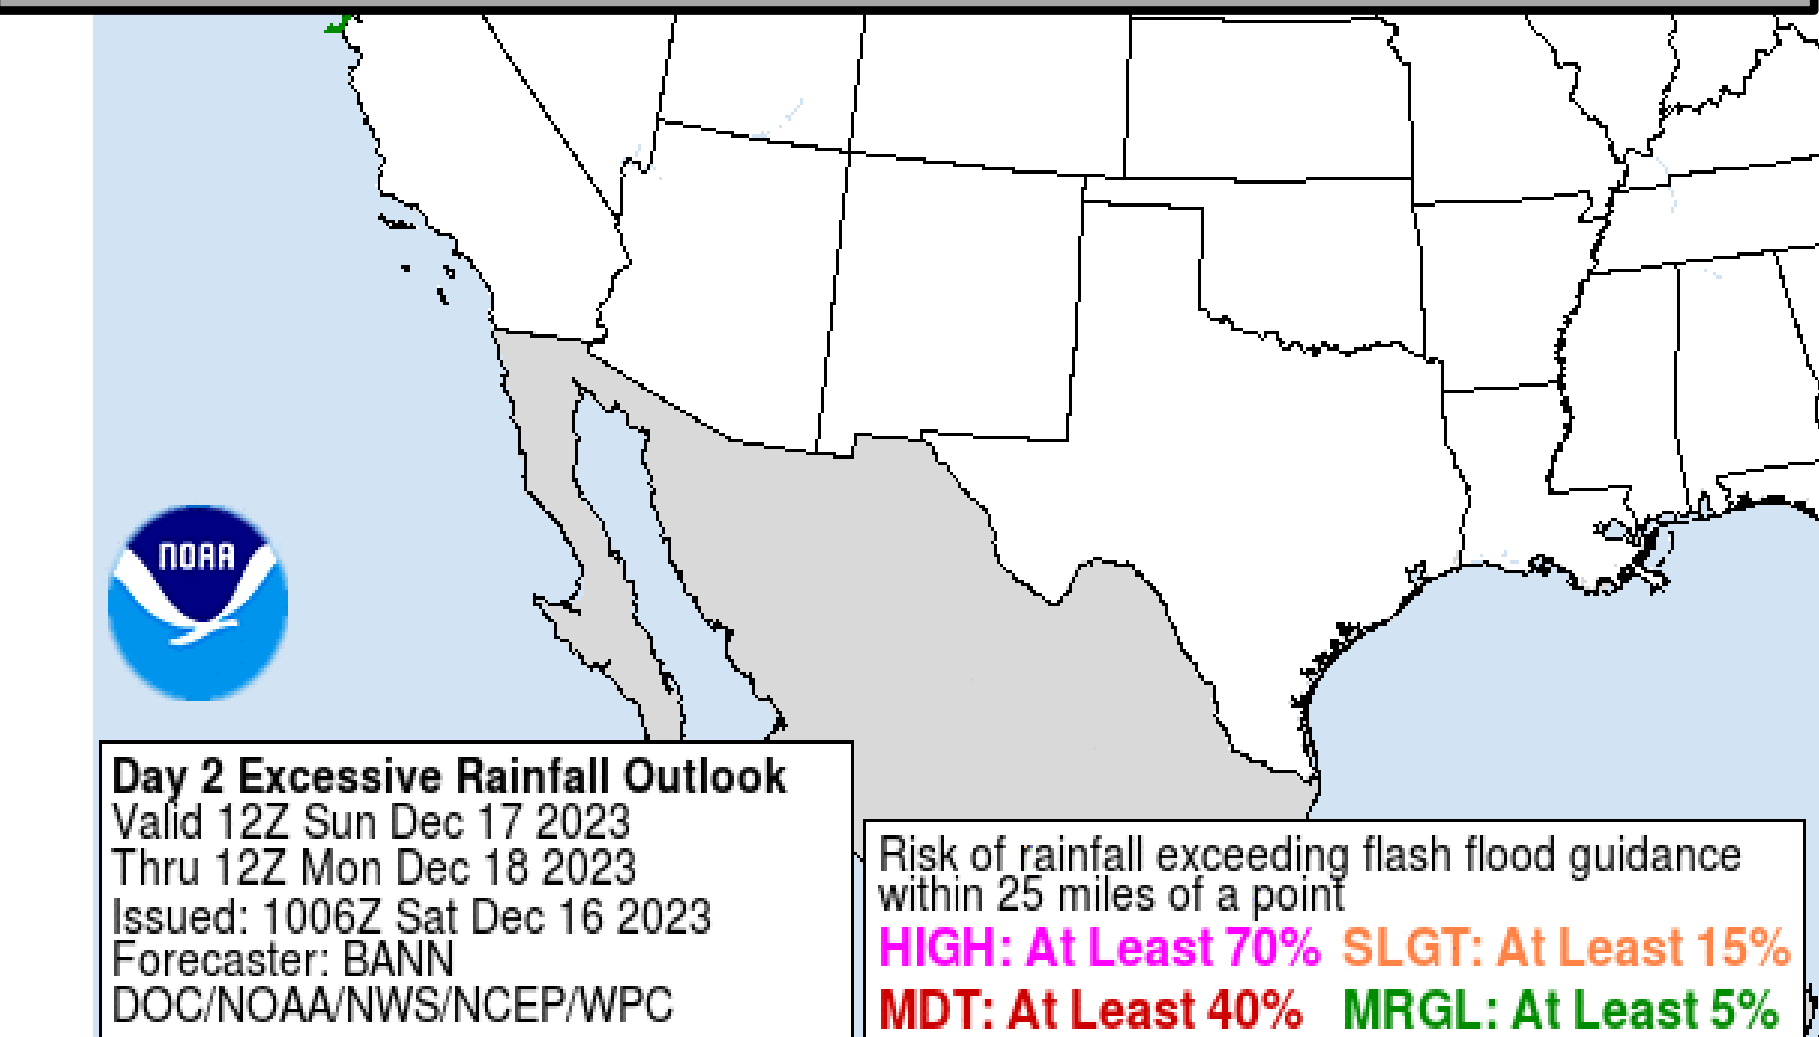 NOAA
Day 2 Excessive Rainfall Outlook
Valid 12Z Sun Dec 17 2023
Thru 12Z Mon Dec 18 2023
Issued: 1006Z Sat Dec 16 2023
Forecaster: BANN
DOC/NOAA/NWS/NCEP/WPC
Risk of rainfall exceeding flash flood guidance
within 25 miles of a point
HIGH: At Least 70% SLGT: At Least 15%
MDT: At Least 40% MRGL: At Least 5%